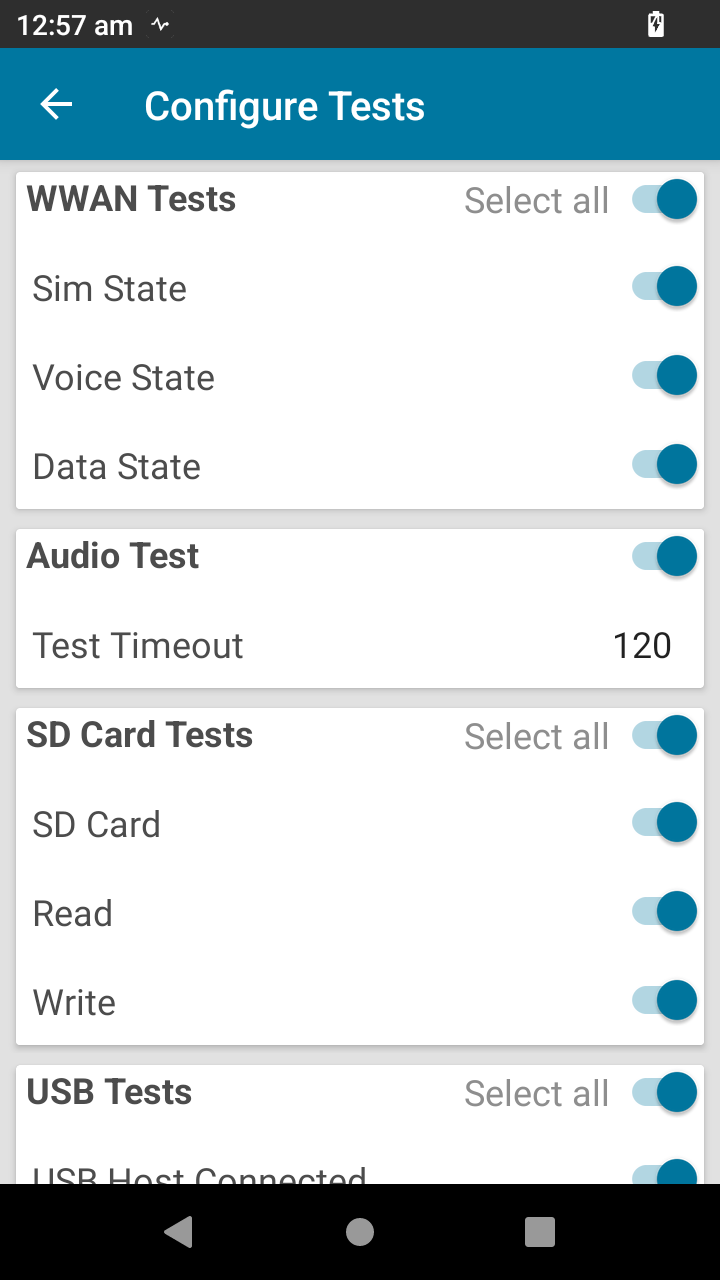 12:57 am
Configure Tests
WWAN Tests Select all
Sim State
Voice State
Data State
Audio Test
Test Timeout 120
SD Card Tests Select all
SD Card
Read
Write
USB Tests Select all
USB Host Connected